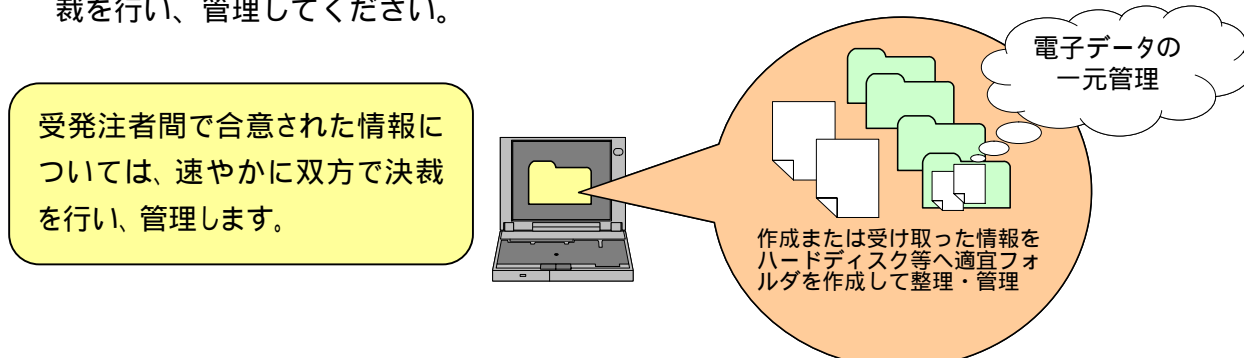 裁を行い、管理してください。
電子データの
一元管理
受発注者間で合意された情報に
ついては、速やかに双方で決裁
を行い、管理します。
作成または受け取った情報を
ハードディスク等へ適宜フォ
ルダを作成して整理・管理